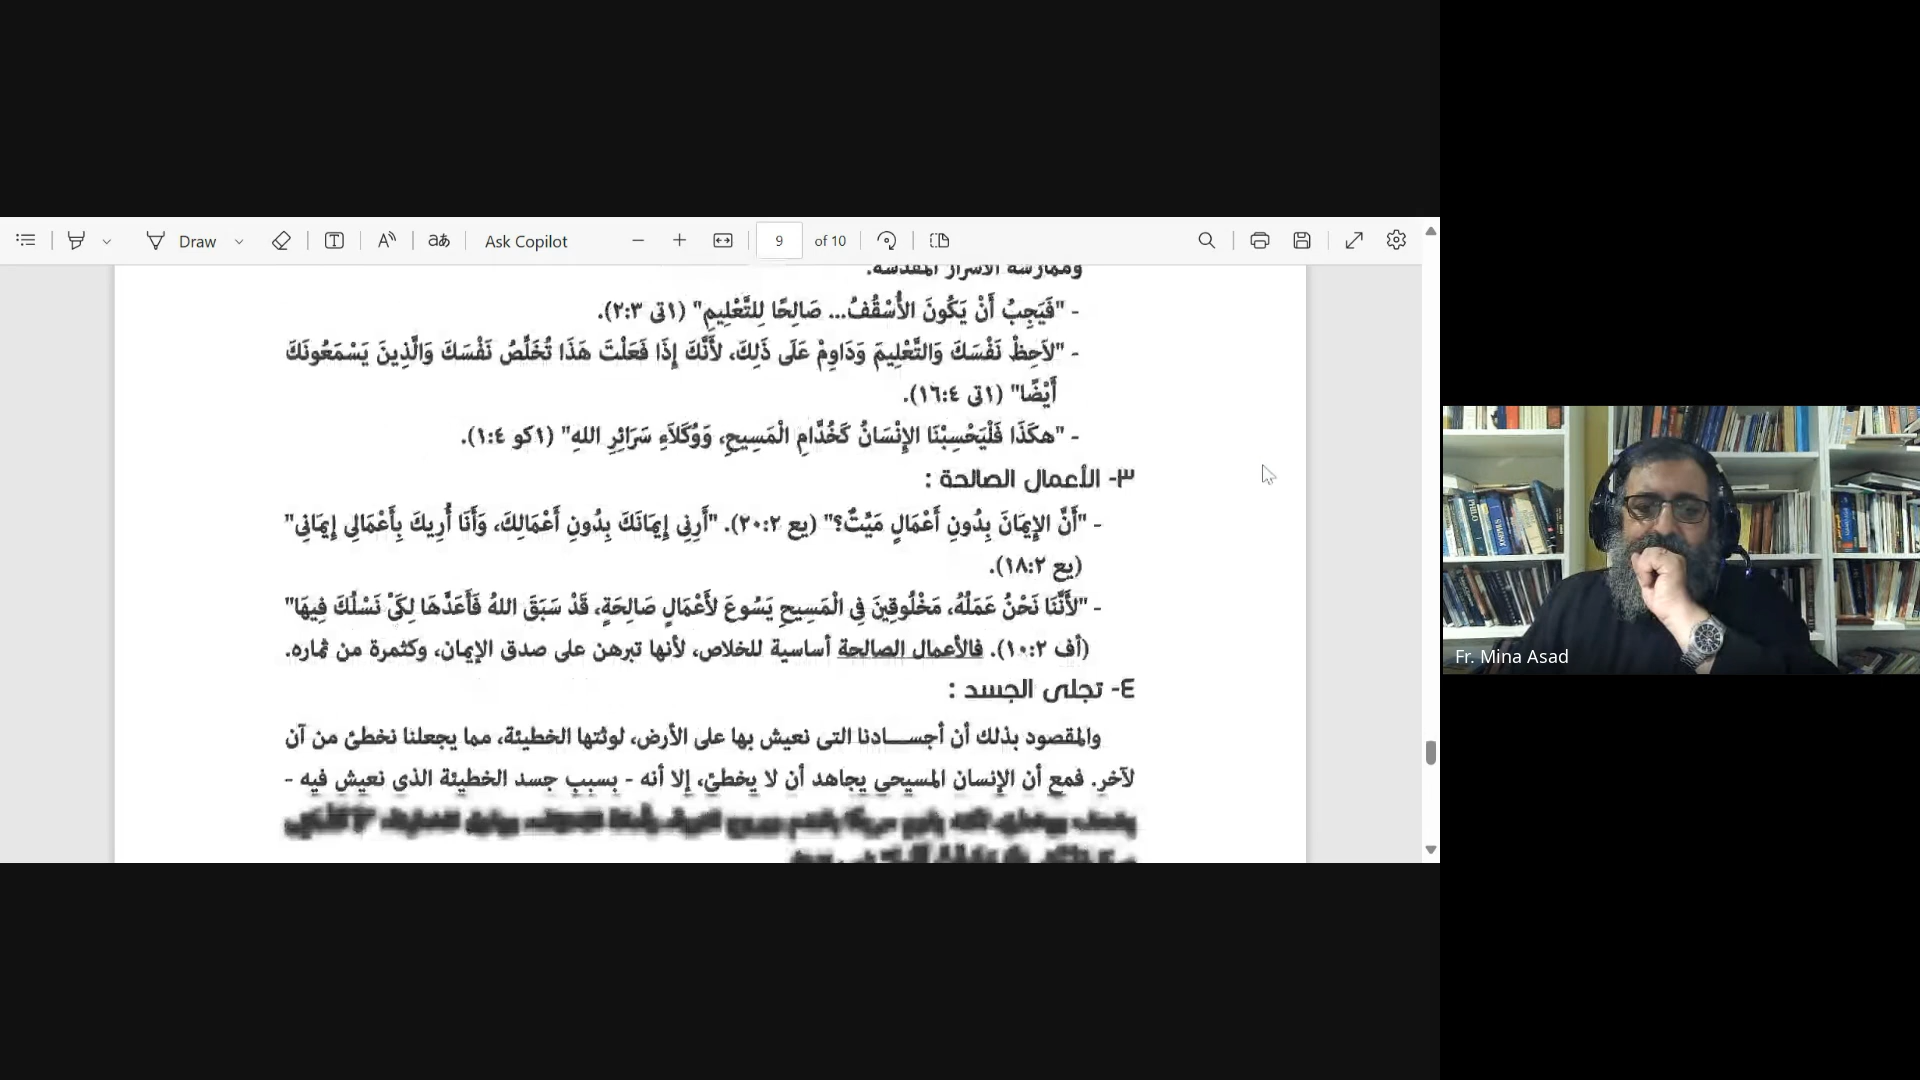 Draw
Ask Copilot
9 of 10
وممارسة الأسرار المقدسة.
- "فَيَجِبُ أَنْ يَكُونَ الأُسْقُفُ... صَالِحًا لِلتَّعْلِيمِ" (١تى ٢:٣).
- "لاَحِظْ نَفْسَكَ وَالتَّعْلِيمَ وَدَاوِمْ عَلَى ذَلِكَ، لأَنَّكَ إِذَا فَعَلْتَ هَذَا تُخَلِّصُ نَفْسَكَ وَالَّذِينَ يَسْمَعُونَكَ
أَيْضًا" (١تى ١٦:٤).
- "هكَذَا فَلْيَحْسِبْنَا الإِنْسَانُ كَخُدَّامِ الْمَسِيحِ، وَوُكَلاَءِ سَرَائِرِ اللهِ" (١كو ١:٤).
٣- الأعمال الصالحة :
- "أَنَّ الإِيمَانَ بِدُونِ أَعْمَالٍ مَيِّتٌ؟" (يع ٢٠:٢). "أَرِنِى إِيمَانَكَ بِدُونِ أَعْمَالِكَ، وَأَنَا أُرِيكَ بِأَعْمَالِى إِيمَانِى"
(يع ١٨:٢).
- "لأَنَّنَا نَحْنُ عَمَلُهُ، مَخْلُوقِينَ فِى الْمَسِيحِ يَسُوعَ لأَعْمَالٍ صَالِحَةٍ، قَدْ سَبَقَ اللهُ فَأَعَدَّهَا لِكَىْ نَسْلُكَ فِيهَا"
(أف ١٠:٢). فالأعمال الصالحة أساسية للخلاص، لأنها تبرهن على صدق الإيمان، وكثمرة من ثماره.
٤- تجلى الجسد :
والمقصود بذلك أن أجســـادنا التى نعيش بها على الأرض، لوثتها الخطيئة، مما يجعلنا نخطئ من آن
لآخر. فمع أن الإنسان المسيحى يجاهد أن لا يخطئ، إلا أنه - بسبب جسد الخطيئة الذى نعيش فيه -
Fr. Mina Asad